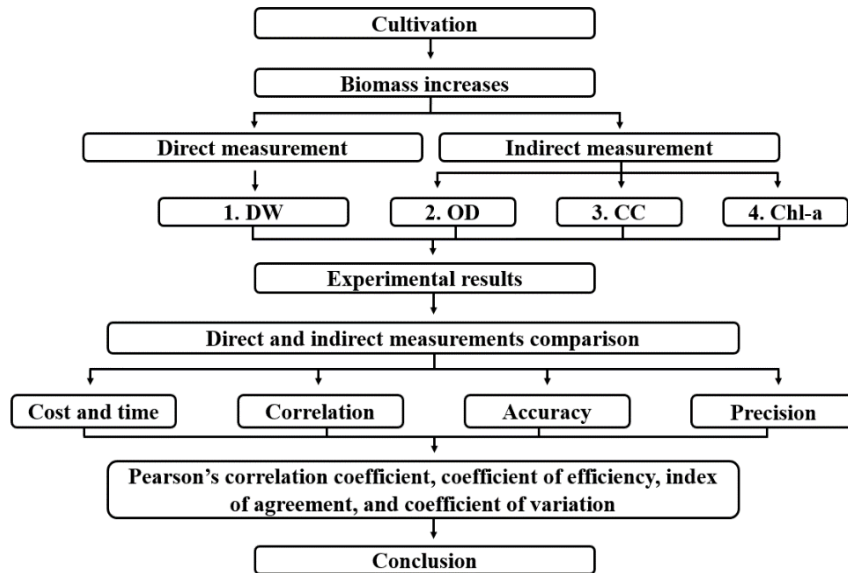 Cultivation
Biomass increases
Direct measurement
Indirect measurement
1. DW
2. OD
3. CC
4. Chl-a
Experimental results
Direct and indirect measurements comparison
Cost and time
Correlation
Accuracy
Precision
Pearson's correlation coefficient, coefficient of efficiency, index
of agreement, and coefficient of variation
Conclusion